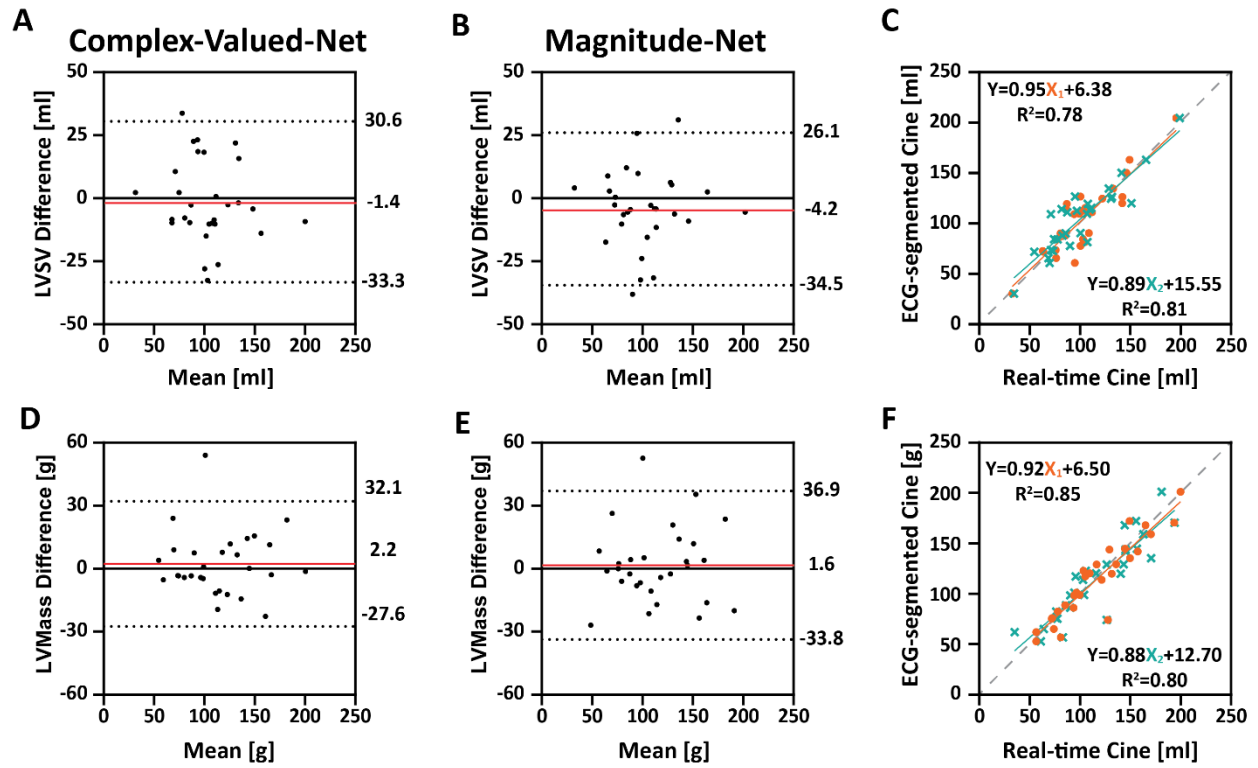 A
Complex-Valued-Net
B
Magnitude-Net
C
LVSV Difference [ml]
50
25
0
-25
-50
30.6
-1.4
-33.3
0 50 100 150 200 250
Mean [ml]
LVSV Difference [ml]
50
25
0
-25
-50
26.1
-4.2
-34.5
0 50 100 150 200 250
Mean [ml]
ECG-segmented Cine [ml]
250
200
150
100
50
0
Y=0.95X₁+6.38
R²=0.78
Y=0.89X₂+15.55
R²=0.81
0 50 100 150 200 250
Real-time Cine [ml]
D
LVMass Difference [g]
60
30
0
-30
-60
32.1
2.2
-27.6
0 50 100 150 200 250
Mean [g]
E
LVMass Difference [g]
60
30
0
-30
-60
36.9
1.6
-33.8
0 50 100 150 200 250
Mean [g]
F
ECG-segmented Cine [g]
250
200
150
100
50
0
Y=0.92X₁+6.50
R²=0.85
Y=0.88X₂+12.70
R²=0.80
0 50 100 150 200 250
Real-time Cine [ml]